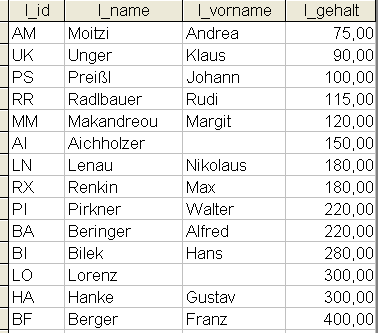 l_id l_name l_vorname l_gehalt
AM Moitzi Andrea 75,00
UK Unger Klaus 90,00
PS Preißl Johann 100,00
RR Radlbauer Rudi 115,00
MM Makandreou Margit 120,00
AI Aichholzer 150,00
LN Lenau Nikolaus 180,00
RX Renkin Max 180,00
PI Pirkner Walter 220,00
BA Beringer Alfred 220,00
BI Bilek Hans 280,00
LO Lorenz 300,00
HA Hanke Gustav 300,00
BF Berger Franz 400,00